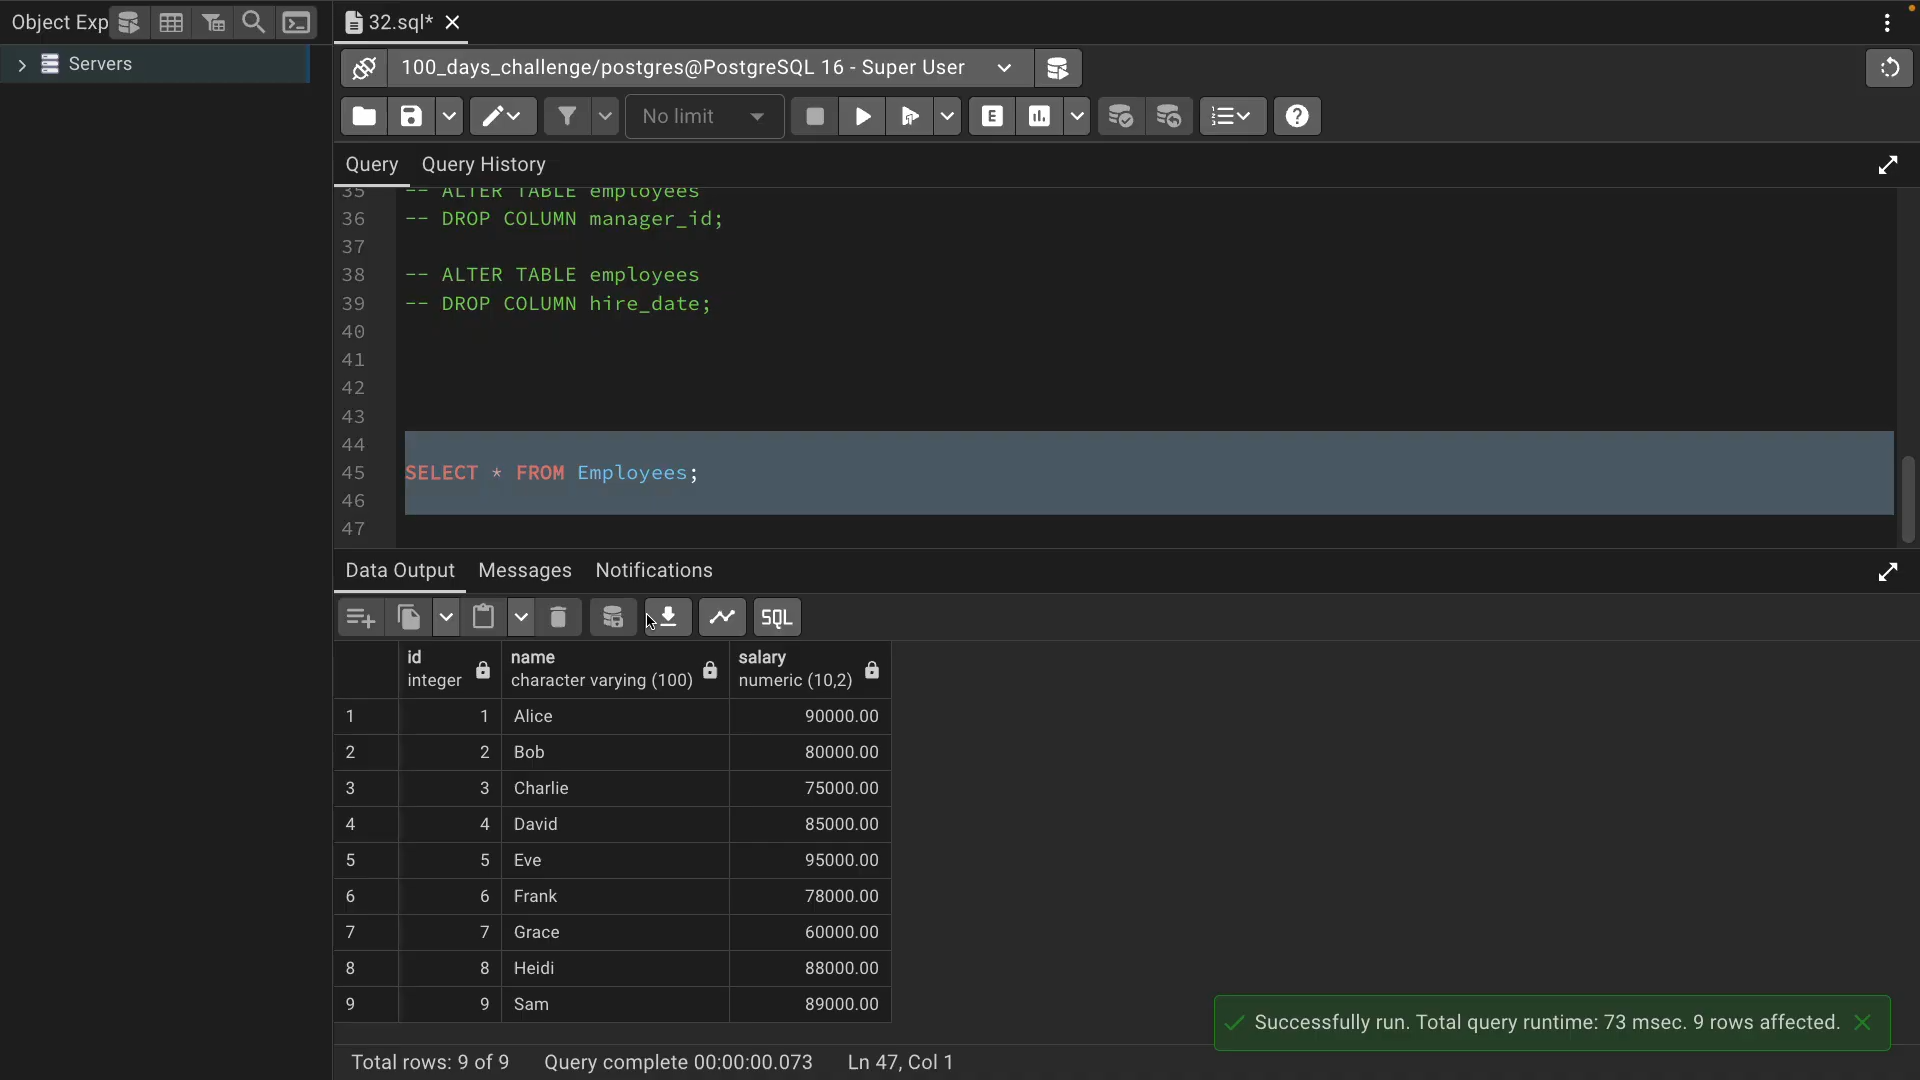 Object Exp
Servers
32.sql*
100_days_challenge/postgres@PostgreSQL 16 - Super User
No limit
E
Query
Query History
35 -- ALTER TABLE employees
36 -- DROP COLUMN manager_id;
37
38 -- ALTER TABLE employees
39 -- DROP COLUMN hire_date;
40
41
42
43
44
45 SELECT * FROM Employees;
46
47
Data Output
Messages
Notifications
SQL
id name salary
integer character varying (100) numeric (10,2)
1 1 Alice 90000.00
2 2 Bob 80000.00
3 3 Charlie 75000.00
4 4 David 85000.00
5 5 Eve 95000.00
6 6 Frank 78000.00
7 7 Grace 60000.00
8 8 Heidi 88000.00
9 9 Sam 89000.00
Successfully run. Total query runtime: 73 msec. 9 rows affected.
Total rows: 9 of 9
Query complete 00:00:00.073
Ln 47, Col 1